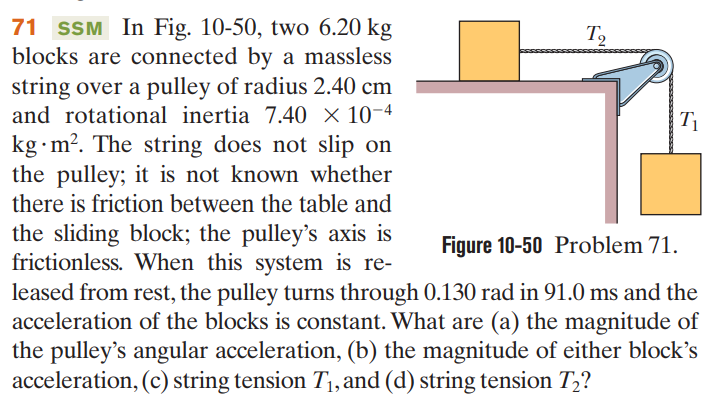 71 SSM In Fig. 10-50, two 6.20 kg
blocks are connected by a massless
string over a pulley of radius 2.40 cm
and rotational inertia 7.40 × 10⁻⁴
kg·m². The string does not slip on
the pulley; it is not known whether
there is friction between the table and
the sliding block; the pulley's axis is
frictionless. When this system is re-
leased from rest, the pulley turns through 0.130 rad in 91.0 ms and the
acceleration of the blocks is constant. What are (a) the magnitude of
the pulley's angular acceleration, (b) the magnitude of either block's
acceleration, (c) string tension T₁, and (d) string tension T₂?
T₂
T₁
Figure 10-50 Problem 71.